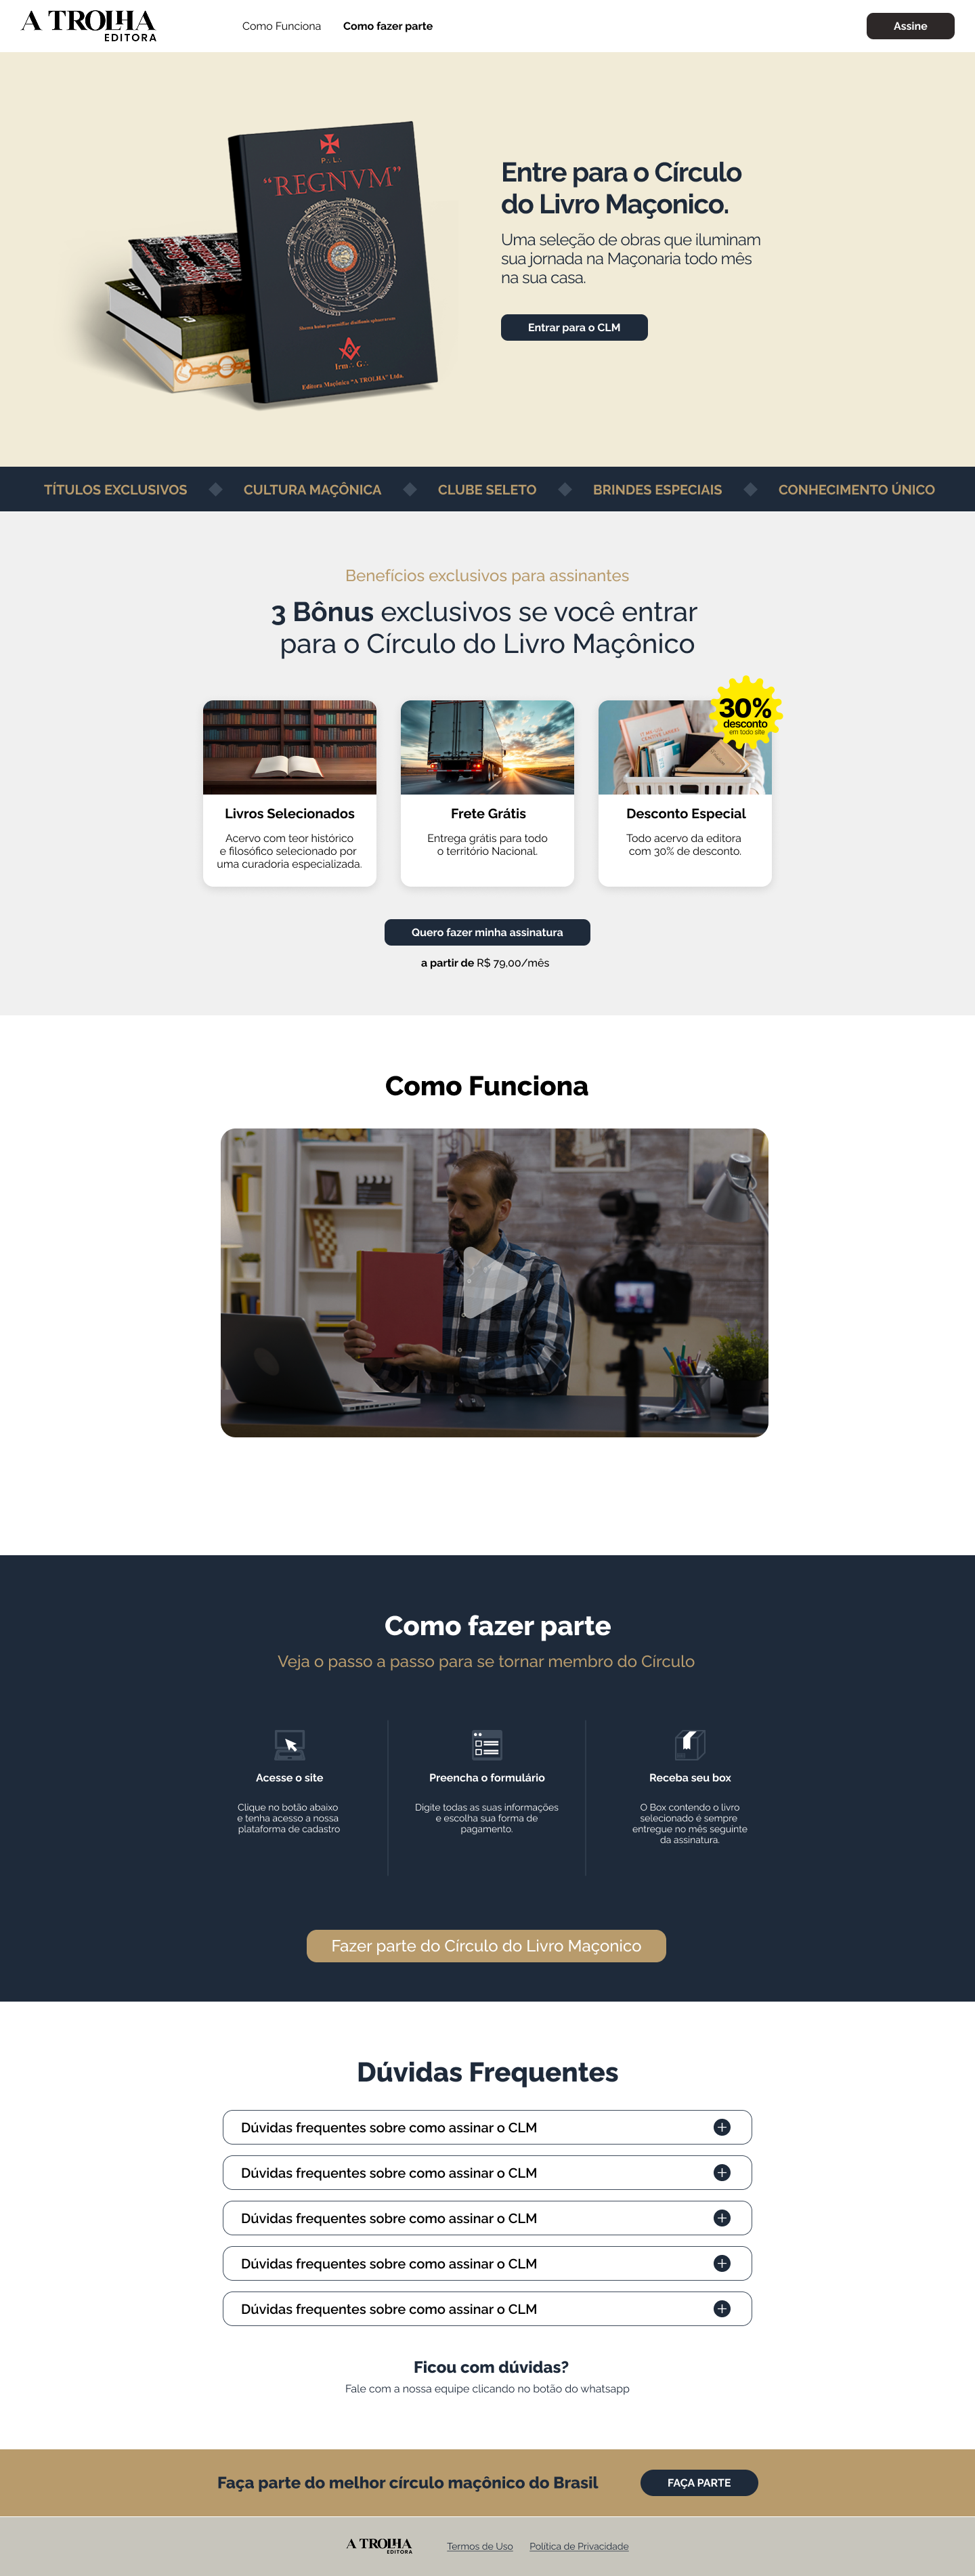 A TROLHA
EDITORA
Como Funciona
Como fazer parte
Assine
"REGNVM"
Irm∴ G∴
Editora Maçônica "A TROLHA" Ltda.
Entre para o Círculo
do Livro Maçonico.
Uma seleção de obras que iluminam
sua jornada na Maçonaria todo mês
na sua casa.
Entrar para o CLM
TÍTULOS EXCLUSIVOS
CULTURA MAÇÔNICA
CLUBE SELETO
BRINDES ESPECIAIS
CONHECIMENTO ÚNICO
Benefícios exclusivos para assinantes
3 Bônus exclusivos se você entrar
para o Círculo do Livro Maçônico
30%
desconto
em todo site
Livros Selecionados
Acervo com teor histórico
e filosófico selecionado por
uma curadoria especializada.
Frete Grátis
Entrega grátis para todo
o território Nacional.
Desconto Especial
Todo acervo da editora
com 30% de desconto.
Quero fazer minha assinatura
a partir de R$ 79,00/mês
Como Funciona
Como fazer parte
Veja o passo a passo para se tornar membro do Círculo
Acesse o site
Clique no botão abaixo
e tenha acesso a nossa
plataforma de cadastro
Preencha o formulário
Digite todas as suas informações
e escolha sua forma de
pagamento.
Receba seu box
O Box contendo o livro
selecionado é sempre
entregue no mês seguinte
da assinatura.
Fazer parte do Círculo do Livro Maçonico
Dúvidas Frequentes
Dúvidas frequentes sobre como assinar o CLM
Dúvidas frequentes sobre como assinar o CLM
Dúvidas frequentes sobre como assinar o CLM
Dúvidas frequentes sobre como assinar o CLM
Dúvidas frequentes sobre como assinar o CLM
Ficou com dúvidas?
Fale com a nossa equipe clicando no botão do whatsapp
Faça parte do melhor círculo maçônico do Brasil
FAÇA PARTE
A TROLHA
EDITORA
Termos de Uso
Política de Privacidade